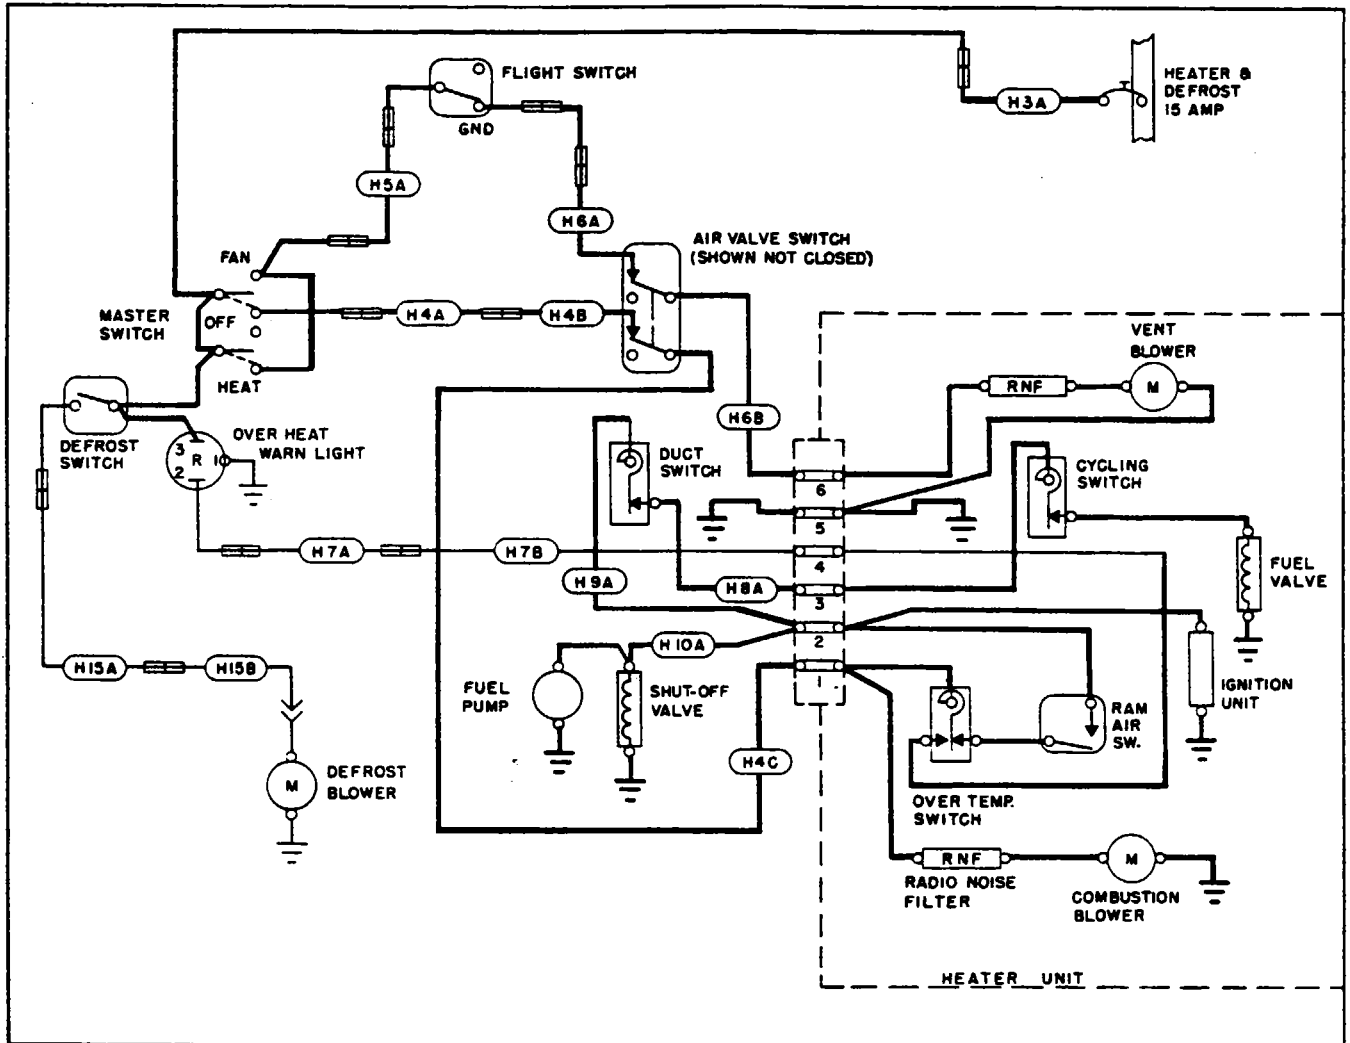 FLIGHT SWITCH
GND
HEATER &
DEFROST
15 AMP
H3A
H5A
H6A
FAN
AIR VALVE SWITCH
(SHOWN NOT CLOSED)
MASTER
SWITCH
OFF
H4A
H4B
HEAT
VENT
BLOWER
RNF
M
DEFROST
SWITCH
OVER HEAT
WARN LIGHT
3
R
1
2
H6B
DUCT
SWITCH
CYCLING
SWITCH
6
5
4
3
2
H7A
H7B
H9A
H8A
FUEL
VALVE
H10A
H15A
H15B
FUEL
PUMP
SHUT-OFF
VALVE
IGNITION
UNIT
RAM
AIR
SW.
H4C
M
DEFROST
BLOWER
OVER TEMP.
SWITCH
RNF
M
RADIO NOISE
FILTER
COMBUSTION
BLOWER
HEATER UNIT